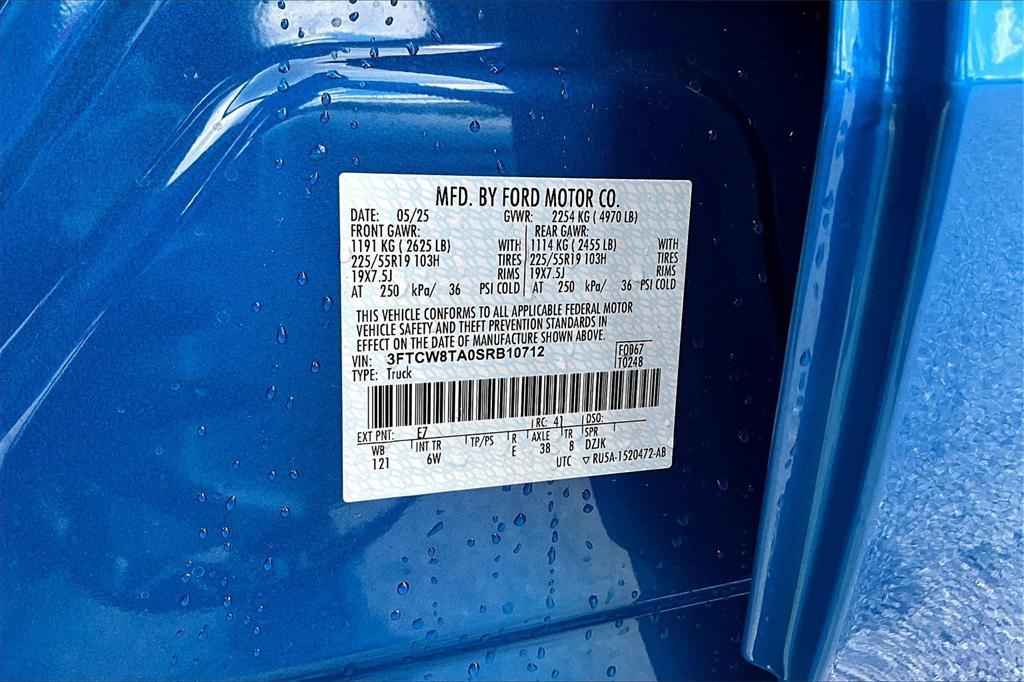 MFD. BY FORD MOTOR CO.
DATE: 05/25 GVWR: 2254 KG ( 4970 LB)
FRONT GAWR: REAR GAWR:
1191 KG ( 2625 LB) WITH 1114 KG ( 2455 LB) WITH
225/55R19 103H TIRES 225/55R19 103H TIRES
19X7.5J RIMS 19X7.5J RIMS
AT 250 kPa/ 36 PSI COLD AT 250 kPa/ 36 PSI COLD
THIS VEHICLE CONFORMS TO ALL APPLICABLE FEDERAL MOTOR
VEHICLE SAFETY AND THEFT PREVENTION STANDARDS IN
EFFECT ON THE DATE OF MANUFACTURE SHOWN ABOVE.
VIN: 3FTCW8TA0SRB10712 F0D67
TYPE: Truck T024B
EXT PNT: E7 RC: 41 DSO:
WB INT TR TP/PS R AXLE TR SPR
121 6W E 38 8 DZJK
UTC ▽ RU5A-1520472-AB